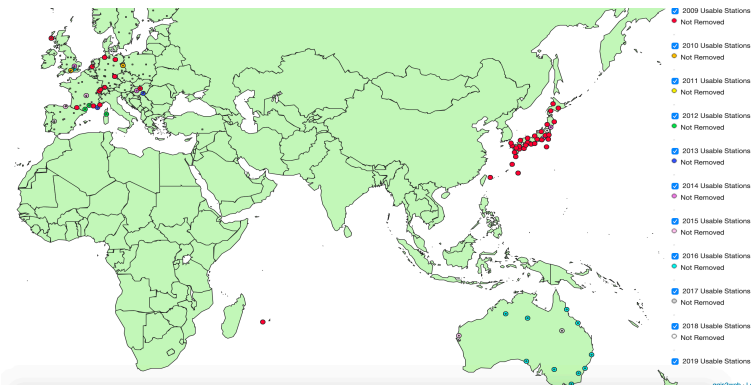 2009 Usable Stations
Not Removed
2010 Usable Stations
Not Removed
2011 Usable Stations
Not Removed
2012 Usable Stations
Not Removed
2013 Usable Stations
Not Removed
2014 Usable Stations
Not Removed
2015 Usable Stations
Not Removed
2016 Usable Stations
Not Removed
2017 Usable Stations
Not Removed
2018 Usable Stations
Not Removed
2019 Usable Stations